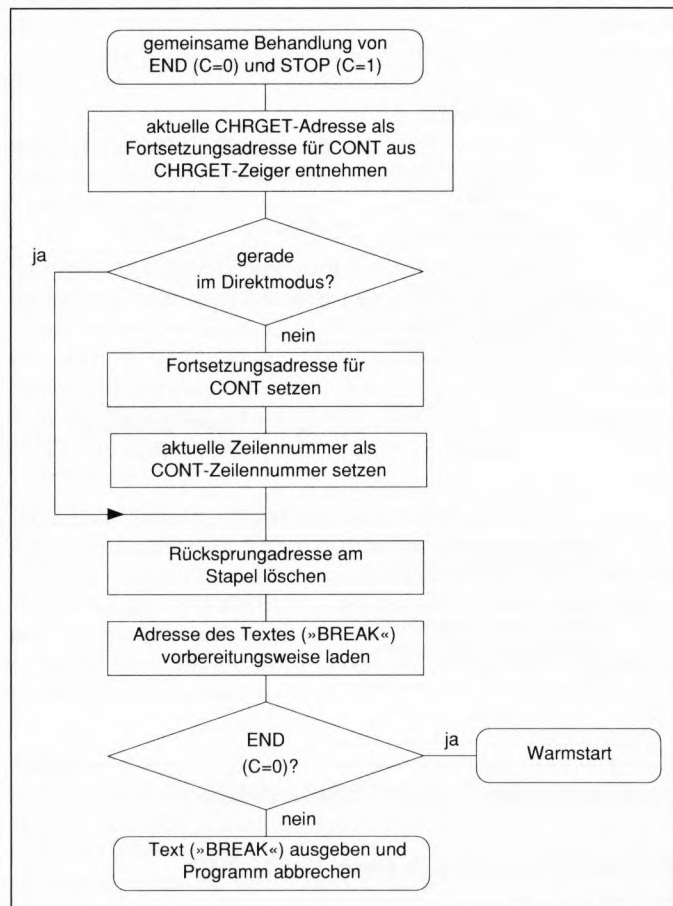 gemeinsame Behandlung von
END (C=0) und STOP (C=1)
aktuelle CHRGET-Adresse als
Fortsetzungsadresse für CONT aus
CHRGET-Zeiger entnehmen
ja
gerade
im Direktmodus?
nein
Fortsetzungsadresse für
CONT setzen
aktuelle Zeilennummer als
CONT-Zeilennummer setzen
Rücksprungadresse am
Stapel löschen
Adresse des Textes (»BREAK«)
vorbereitungsweise laden
END
(C=0)?
ja
Warmstart
nein
Text (»BREAK«) ausgeben und
Programm abbrechen